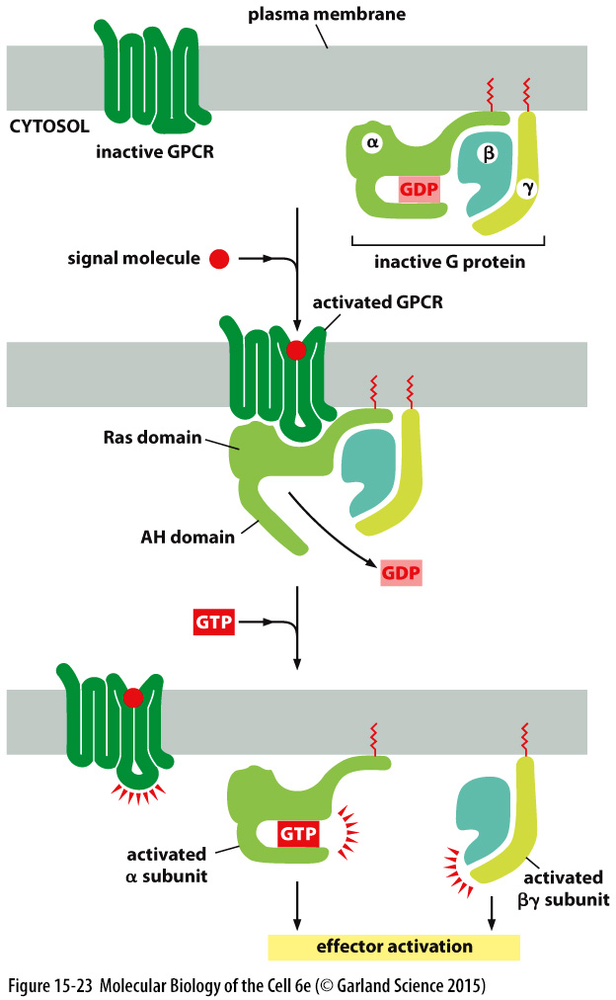 plasma membrane
CYTOSOL
inactive GPCR
α
β
GDP
γ
inactive G protein
signal molecule
activated GPCR
Ras domain
AH domain
GDP
GTP
GTP
activated
α subunit
activated
βγ subunit
effector activation
Figure 15-23 Molecular Biology of the Cell 6e (© Garland Science 2015)